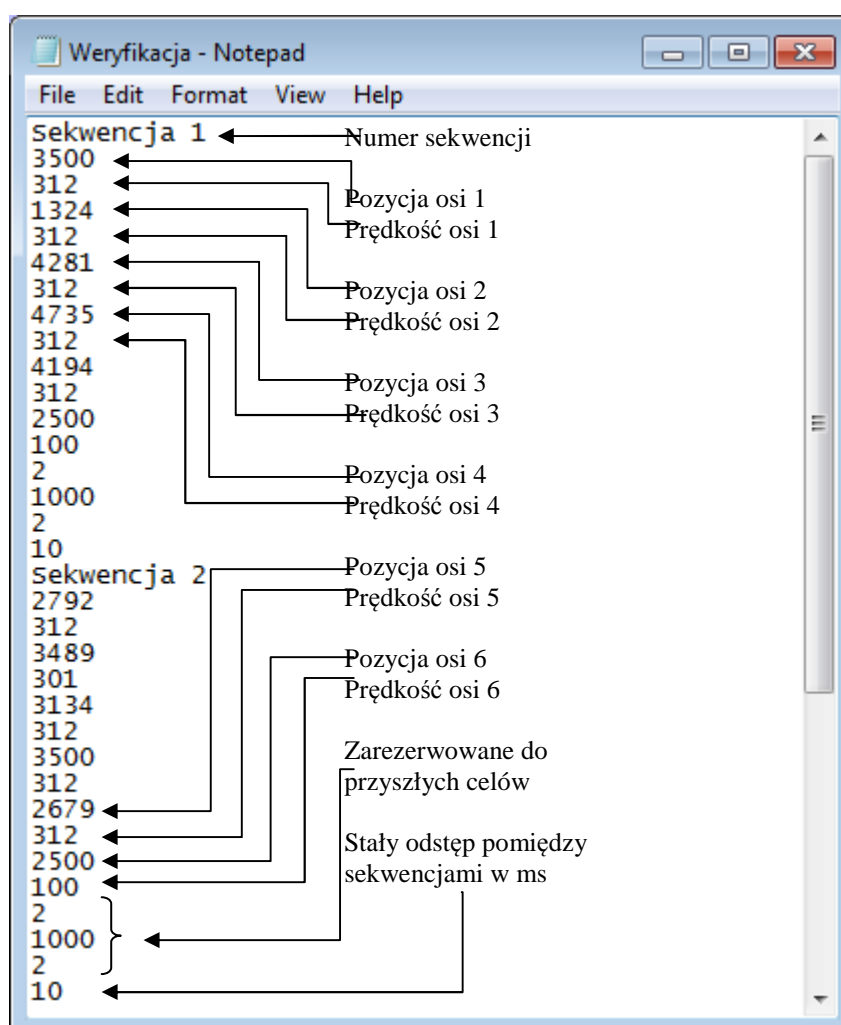 Weryfikacja - Notepad
File Edit Format View Help
Sekwencja 1
3500
312
1324
312
4281
312
4735
312
4194
312
2500
100
2
1000
2
10
Sekwencja 2
2792
312
3489
301
3134
312
3500
312
2679
312
2500
100
2
1000
2
10
Numer sekwencji
Pozycja osi 1
Prędkość osi 1
Pozycja osi 2
Prędkość osi 2
Pozycja osi 3
Prędkość osi 3
Pozycja osi 4
Prędkość osi 4
Pozycja osi 5
Prędkość osi 5
Pozycja osi 6
Prędkość osi 6
Zarezerwowane do
przyszłych celów
Stały odstęp pomiędzy
sekwencjami w ms